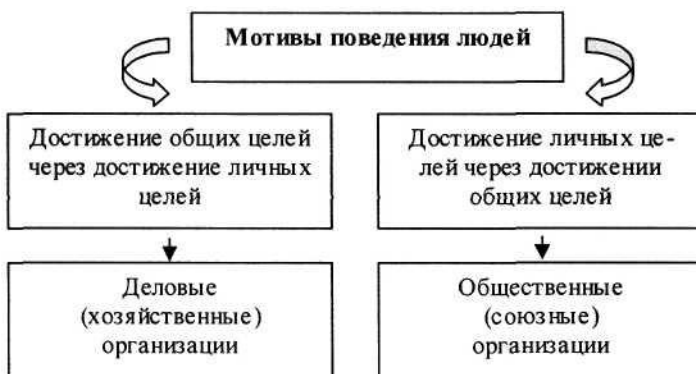 Мотивы поведения людей
Достижение общих целей
через достижение личных
целей
Достижение личных це-
лей через достижении
общих целей
Деловые
(хозяйственные)
организации
Общественные
(союзные)
организации